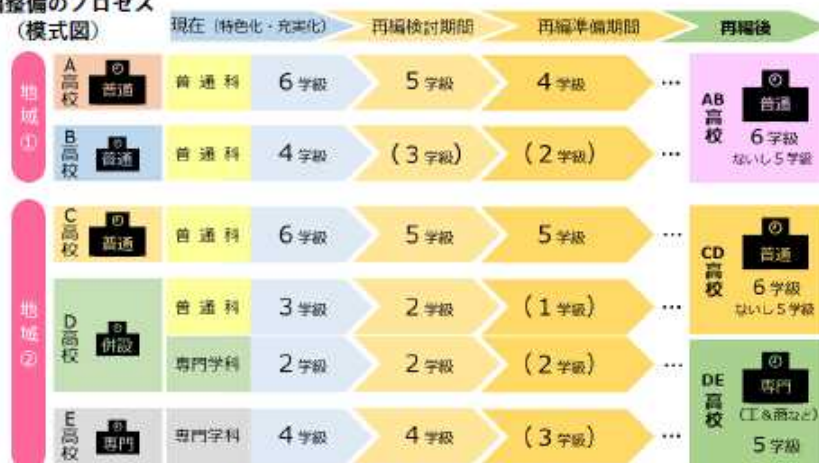 整備のプロセス
（模式図）
現在（特色化・充実化）
再編検討期間
再編準備期間
再編後
地域①
A高校
普通
普通科
6学級
5学級
4学級
…
B高校
普通
普通科
4学級
(3学級)
(2学級)
…
AB高校
普通
6学級
ないし5学級
地域②
C高校
普通
普通科
6学級
5学級
5学級
…
D高校
併設
普通科
3学級
2学級
(1学級)
…
専門学科
2学級
2学級
(2学級)
…
E高校
専門
専門学科
4学級
4学級
(3学級)
…
CD高校
普通
6学級
ないし5学級
DE高校
専門
(工&商など)
5学級